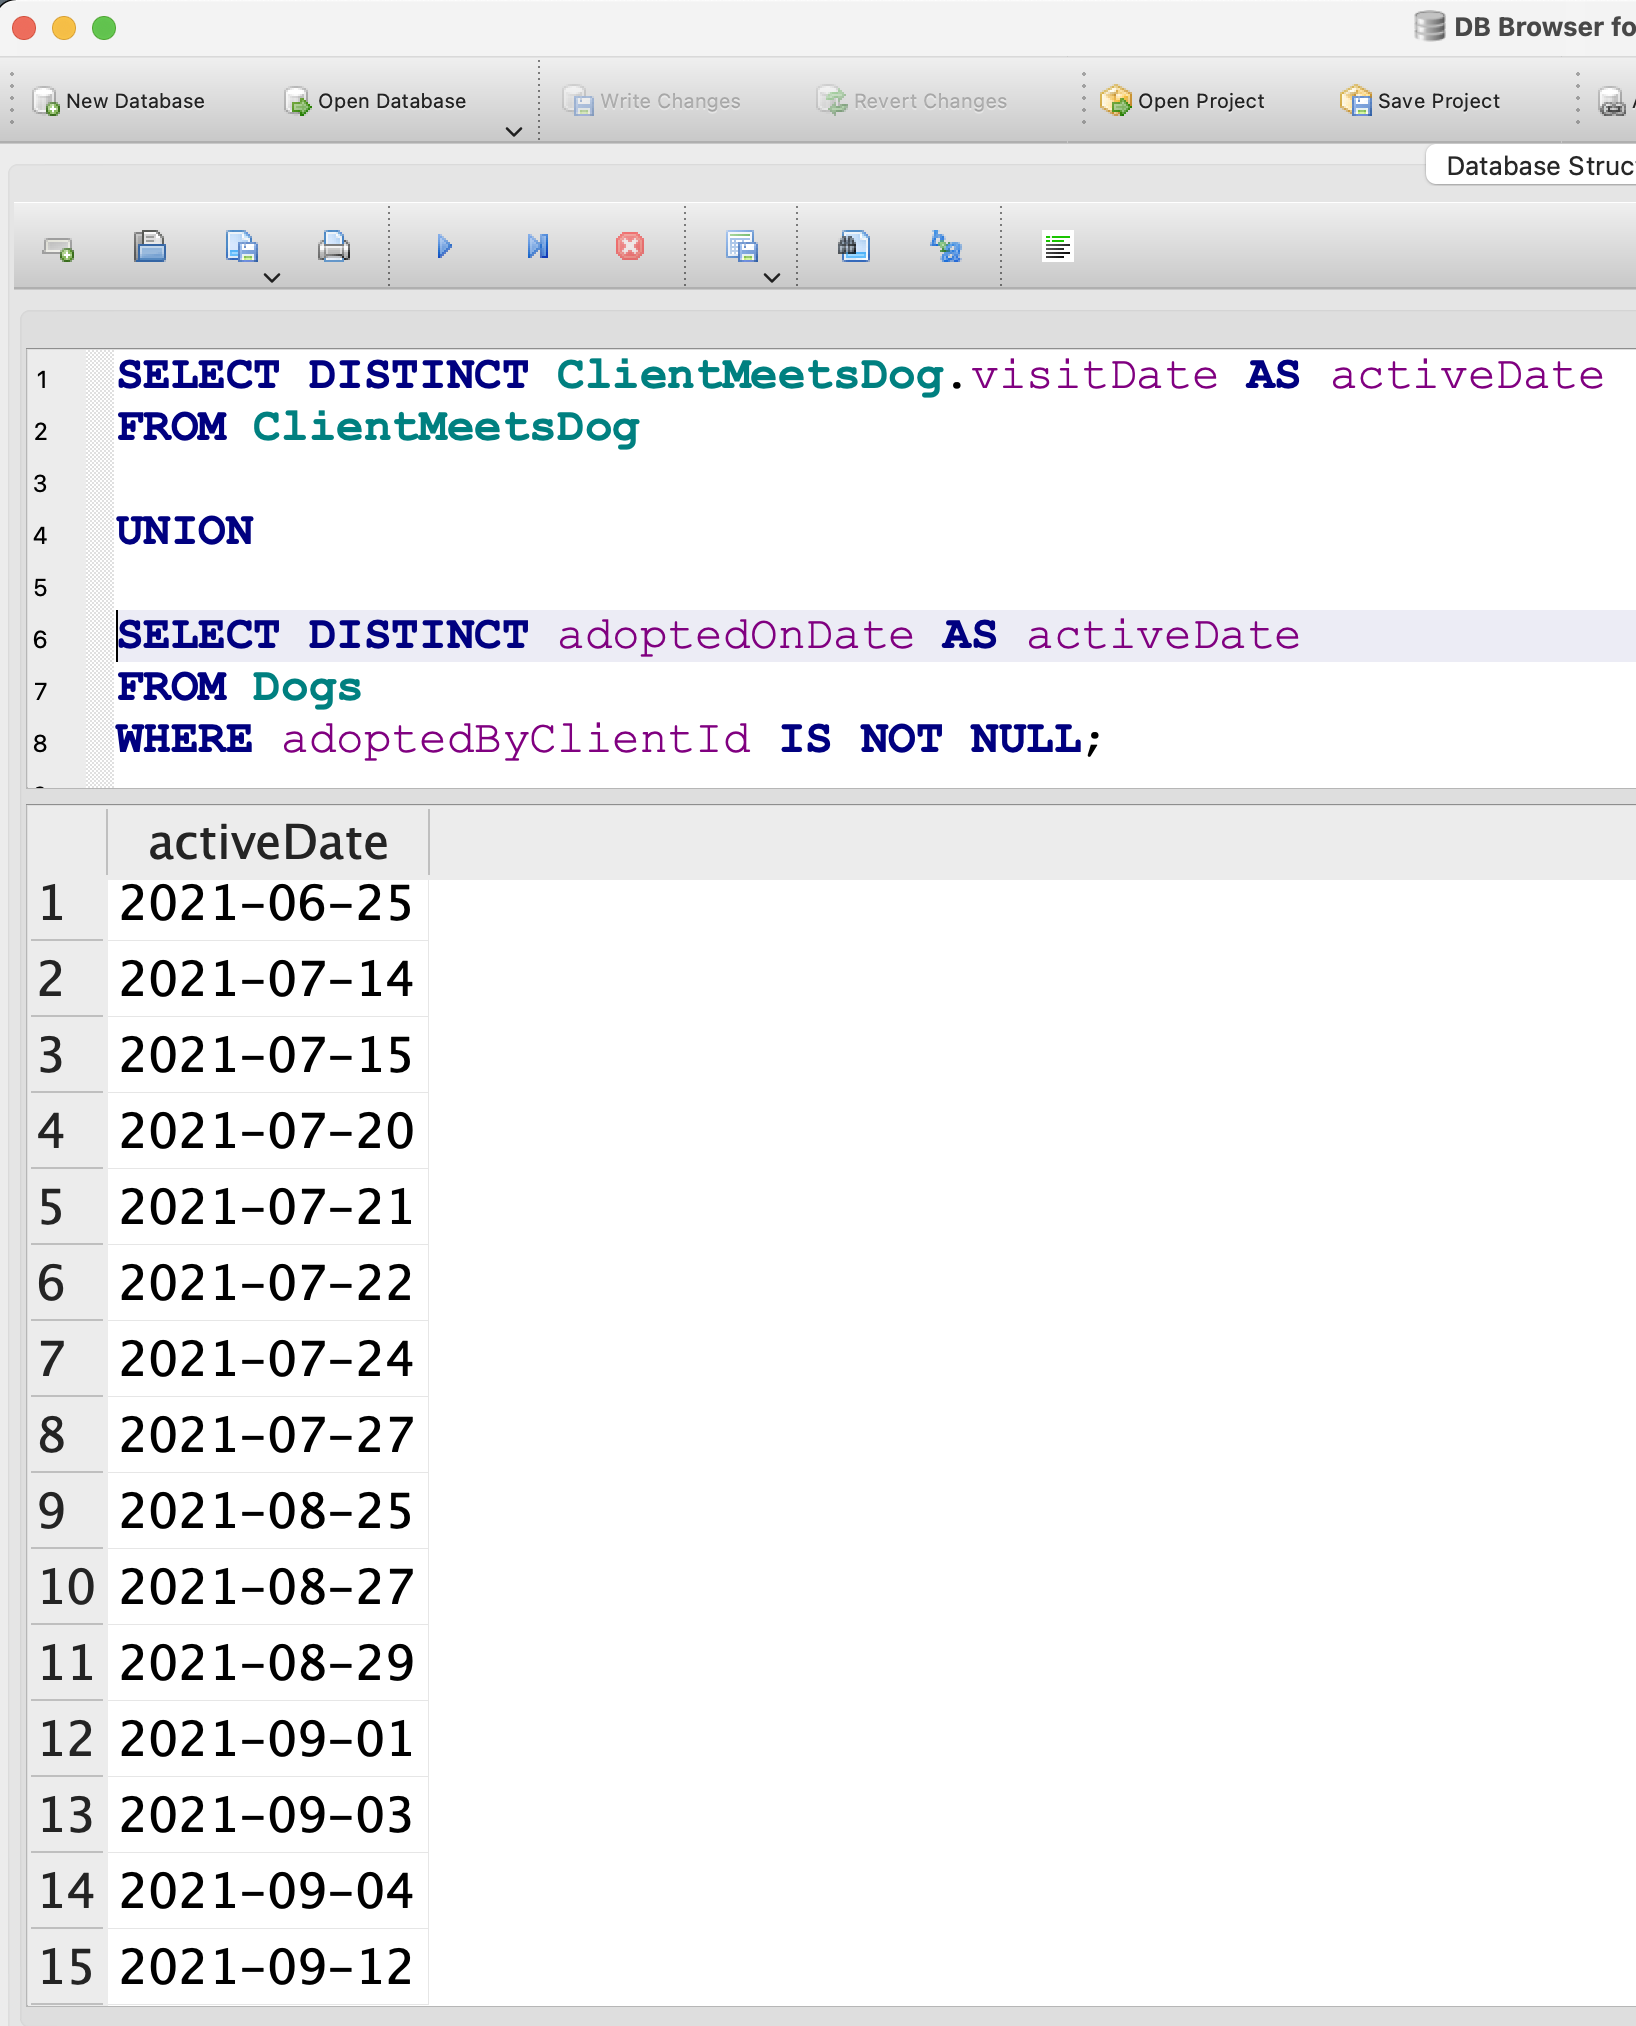 DB Browser fo
New Database Open Database Write Changes Revert Changes Open Project Save Project
Database Struc
1 SELECT DISTINCT ClientMeetsDog.visitDate AS activeDate
2 FROM ClientMeetsDog
3
4 UNION
5
6 SELECT DISTINCT adoptedOnDate AS activeDate
7 FROM Dogs
8 WHERE adoptedByClientId IS NOT NULL;
activeDate
1 2021-06-25
2 2021-07-14
3 2021-07-15
4 2021-07-20
5 2021-07-21
6 2021-07-22
7 2021-07-24
8 2021-07-27
9 2021-08-25
10 2021-08-27
11 2021-08-29
12 2021-09-01
13 2021-09-03
14 2021-09-04
15 2021-09-12